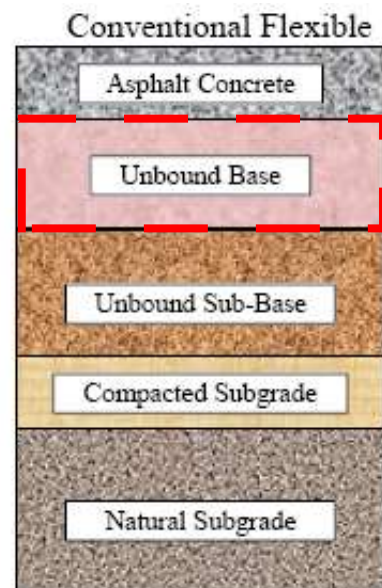 Conventional Flexible
Asphalt Concrete
Unbound Base
Unbound Sub-Base
Compacted Subgrade
Natural Subgrade